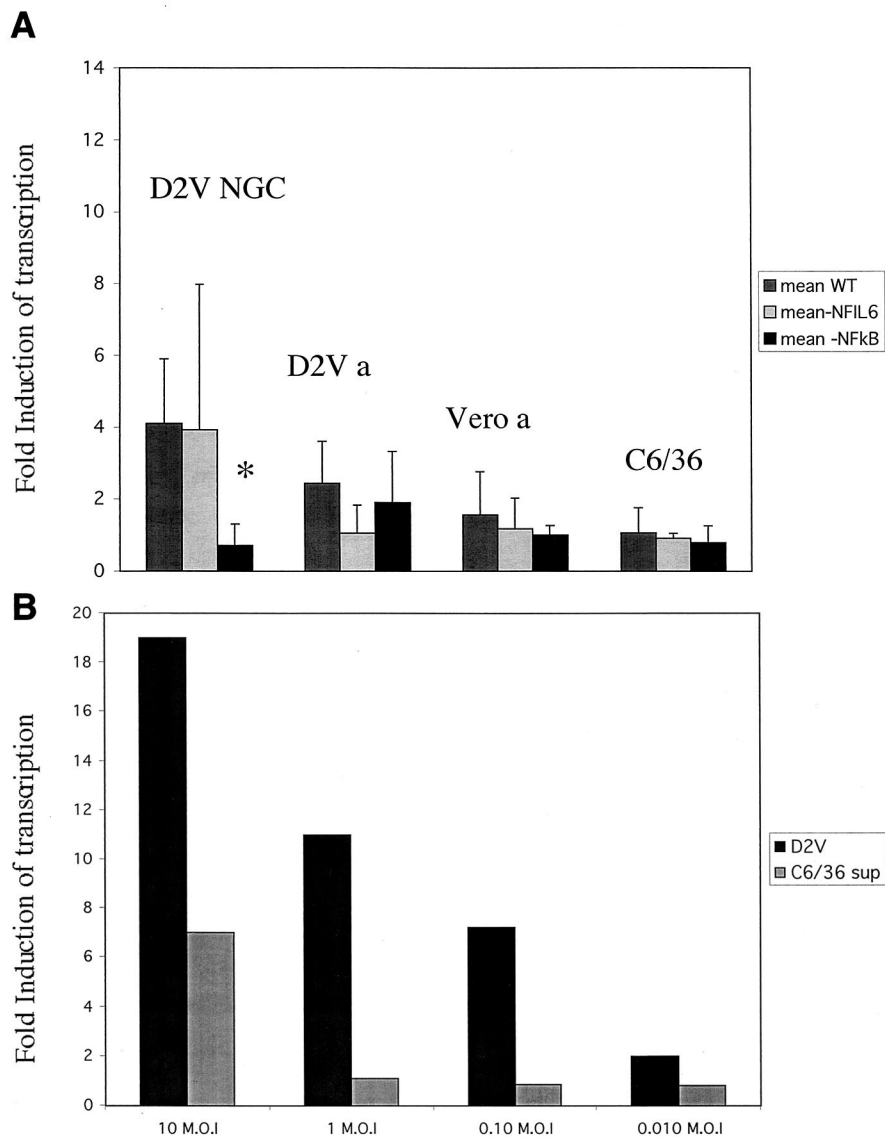 A
Fold Induction of transcription
14
12
10
8
6
4
2
0
D2V NGC
*
D2V a
Vero a
C6/36
mean WT
mean-NFIL6
mean -NFkB
B
Fold Induction of transcription
20
18
16
14
12
10
8
6
4
2
0
10 M.O.I
1 M.O.I
0.10 M.O.I
0.010 M.O.I
D2V
C6/36 sup